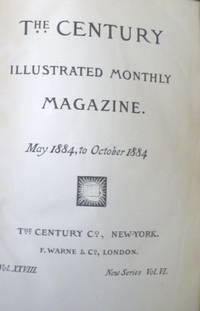 The CENTURY
ILLUSTRATED MONTHLY
MAGAZINE.
May 1884, to October 1884
The CENTURY Co, NEW-YORK.
F. WARNE & Co, LONDON.
Vol. XXVIII. New Series Vol. VI.